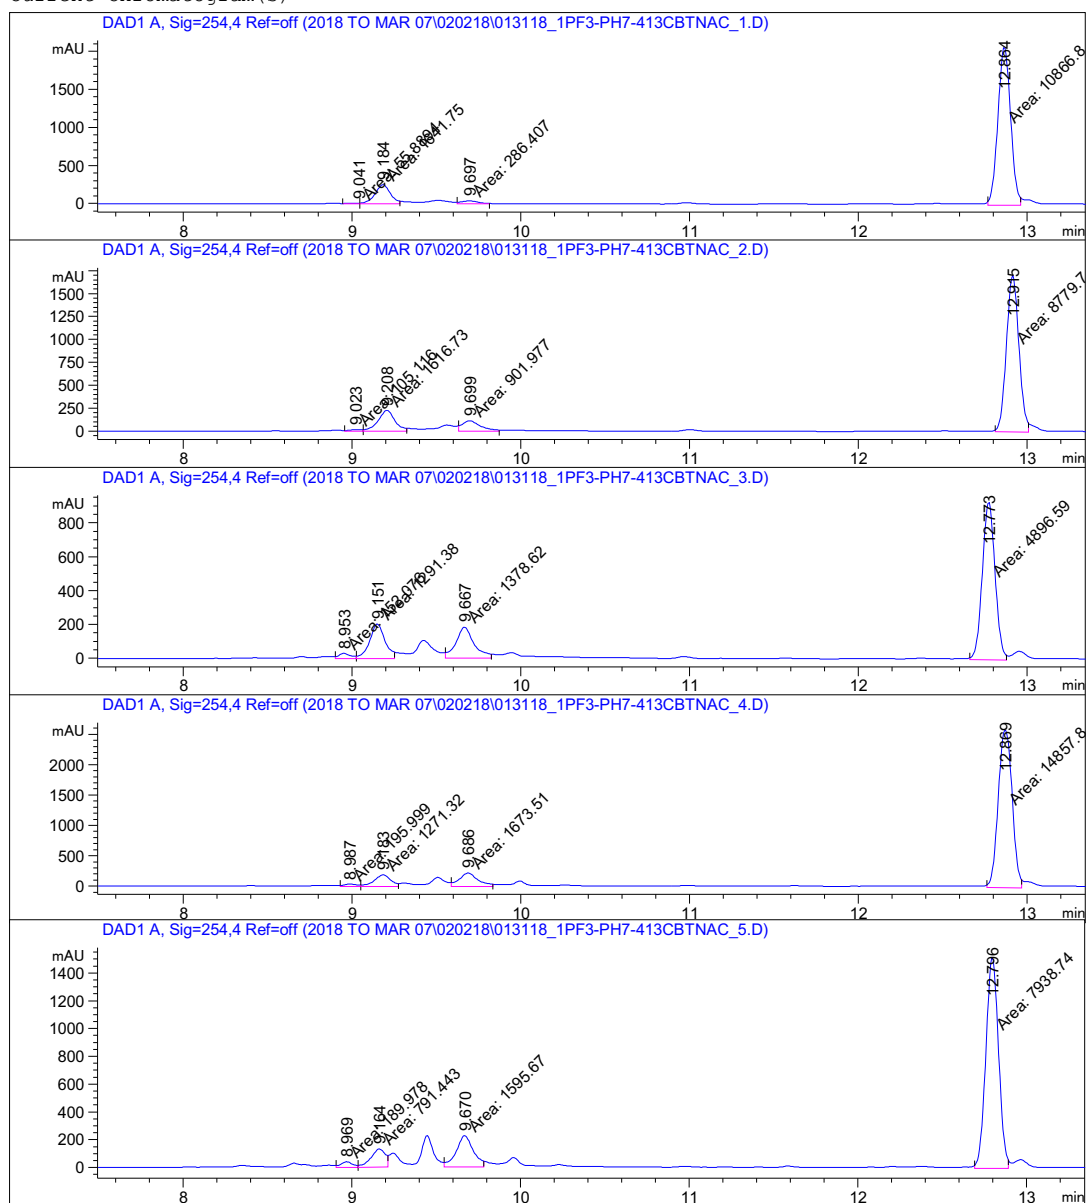 DAD1 A, Sig=254,4 Ref=off (2018 TO MAR 07\020218\013118_1PF3-PH7-413CBTNAC_1.D)
mAU
1500
1000
500
0
9.041
9.184
9.697
Area: 286.407
12.864
Area: 10866.8
8 9 10 11 12 13 min
DAD1 A, Sig=254,4 Ref=off (2018 TO MAR 07\020218\013118_1PF3-PH7-413CBTNAC_2.D)
mAU
1500
1250
1000
750
500
250
0
9.023
Area: 105.116
9.208
Area: 1616.73
9.699
Area: 901.977
12.915
Area: 8779.7
8 9 10 11 12 13 min
DAD1 A, Sig=254,4 Ref=off (2018 TO MAR 07\020218\013118_1PF3-PH7-413CBTNAC_3.D)
mAU
800
600
400
200
0
8.953
Area: 152.076
9.151
Area: 1291.38
9.667
Area: 1378.62
12.773
Area: 4896.59
8 9 10 11 12 13 min
DAD1 A, Sig=254,4 Ref=off (2018 TO MAR 07\020218\013118_1PF3-PH7-413CBTNAC_4.D)
mAU
2000
1500
1000
500
0
8.987
Area: 195.999
9.183
Area: 1271.32
9.686
Area: 1673.51
12.869
Area: 14857.8
8 9 10 11 12 13 min
DAD1 A, Sig=254,4 Ref=off (2018 TO MAR 07\020218\013118_1PF3-PH7-413CBTNAC_5.D)
mAU
1400
1200
1000
800
600
400
200
0
8.969
Area: 189.978
9.164
Area: 791.443
9.670
Area: 1595.67
12.796
Area: 7938.74
8 9 10 11 12 13 min